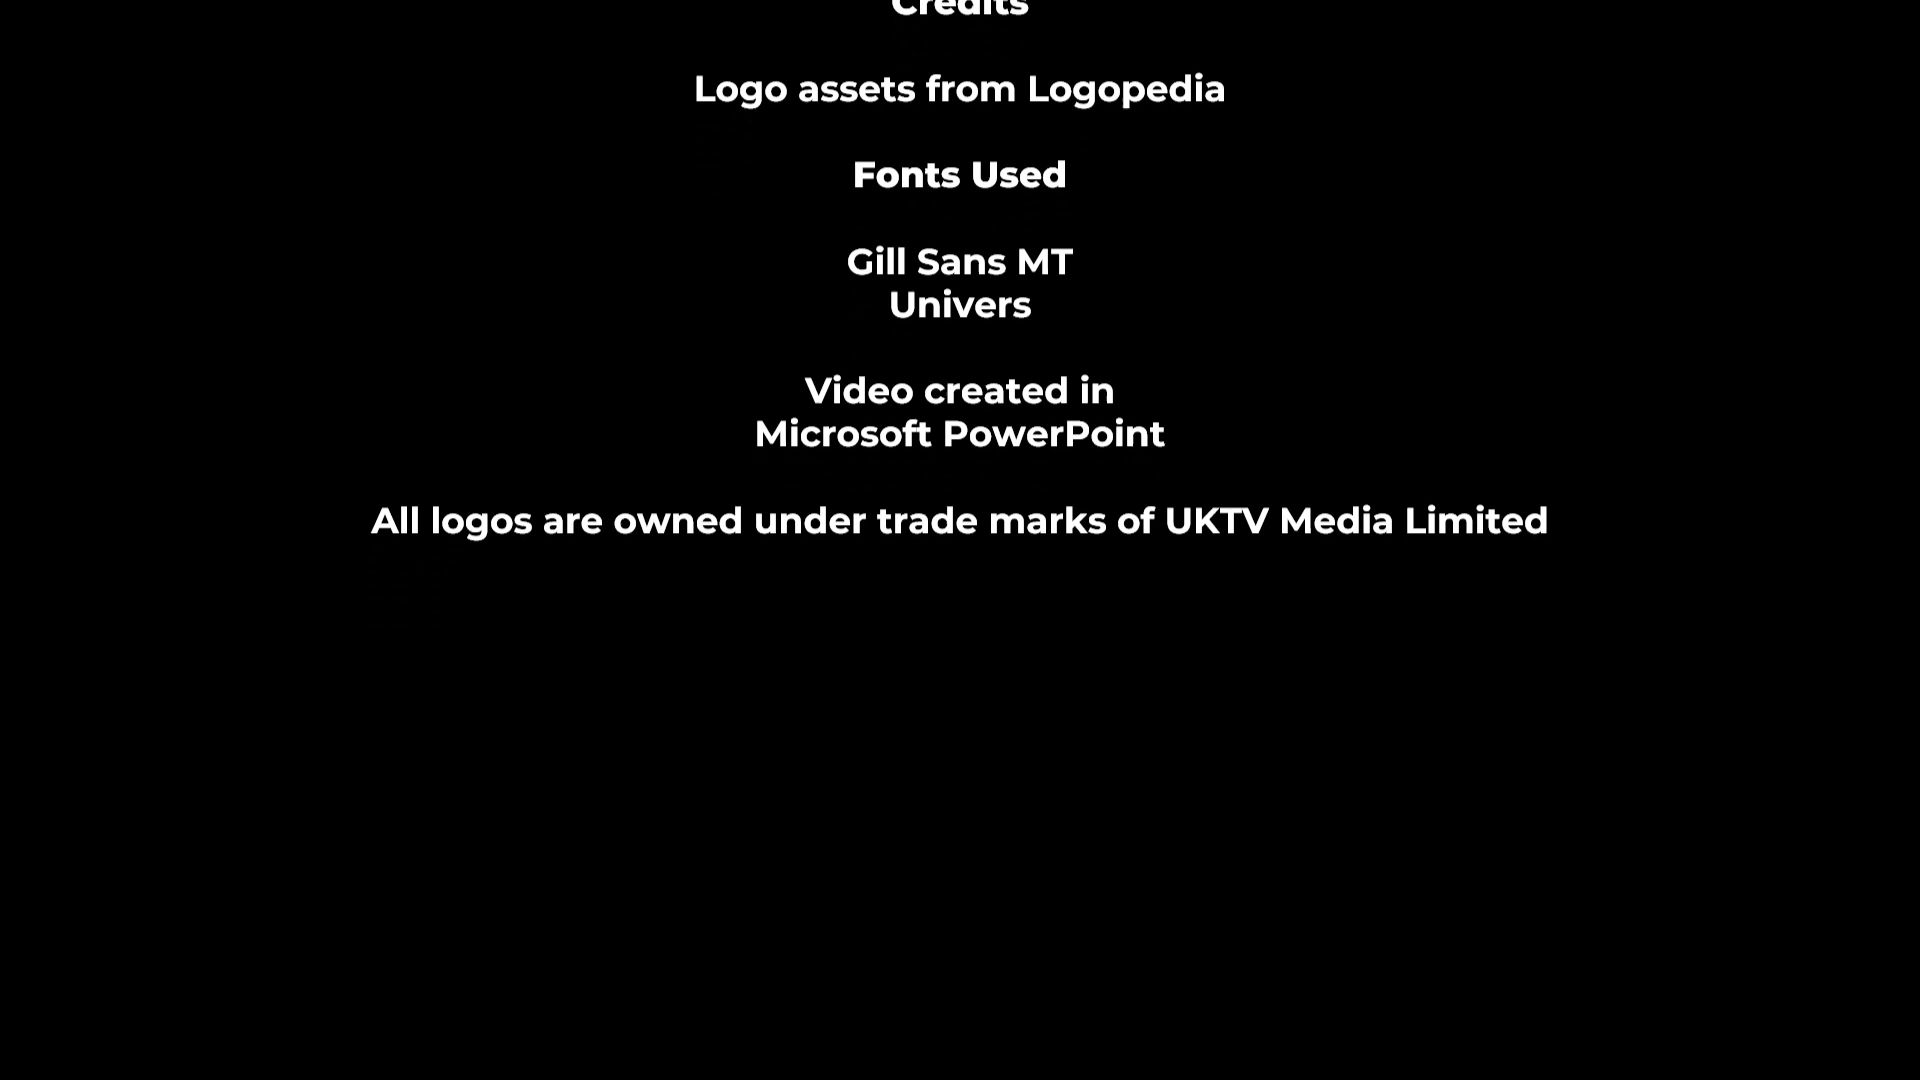 Credits
Logo assets from Logopedia
Fonts Used
Gill Sans MT
Univers
Video created in
Microsoft PowerPoint
All logos are owned under trade marks of UKTV Media Limited